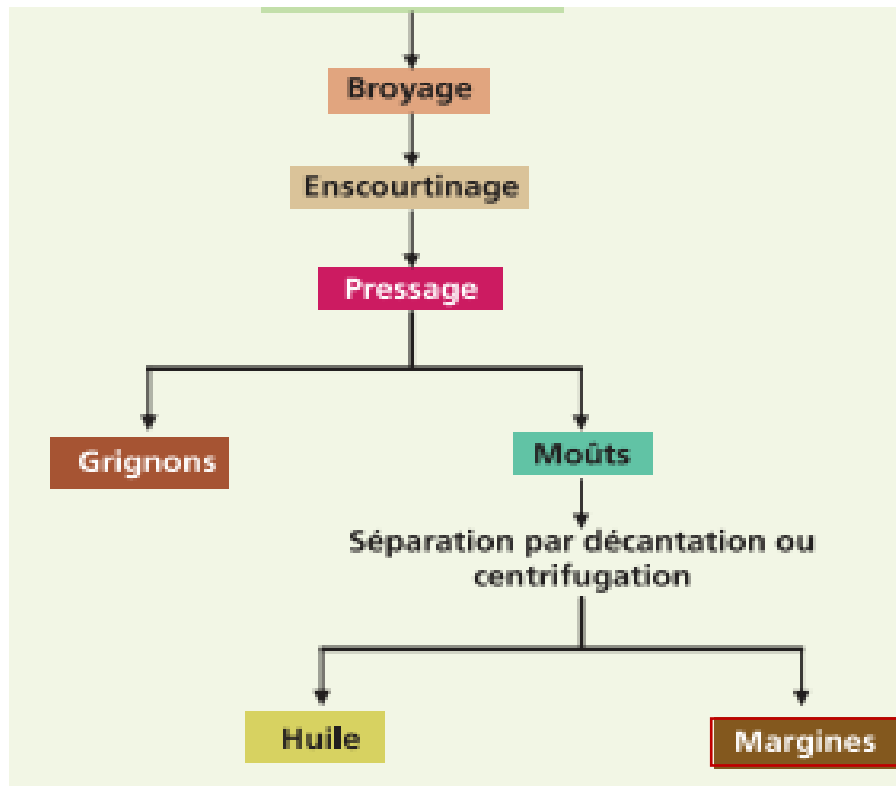 Broyage
Enscourtinage
Pressage
Grignons
Moûts
Séparation par décantation ou
centrifugation
Huile
Margines